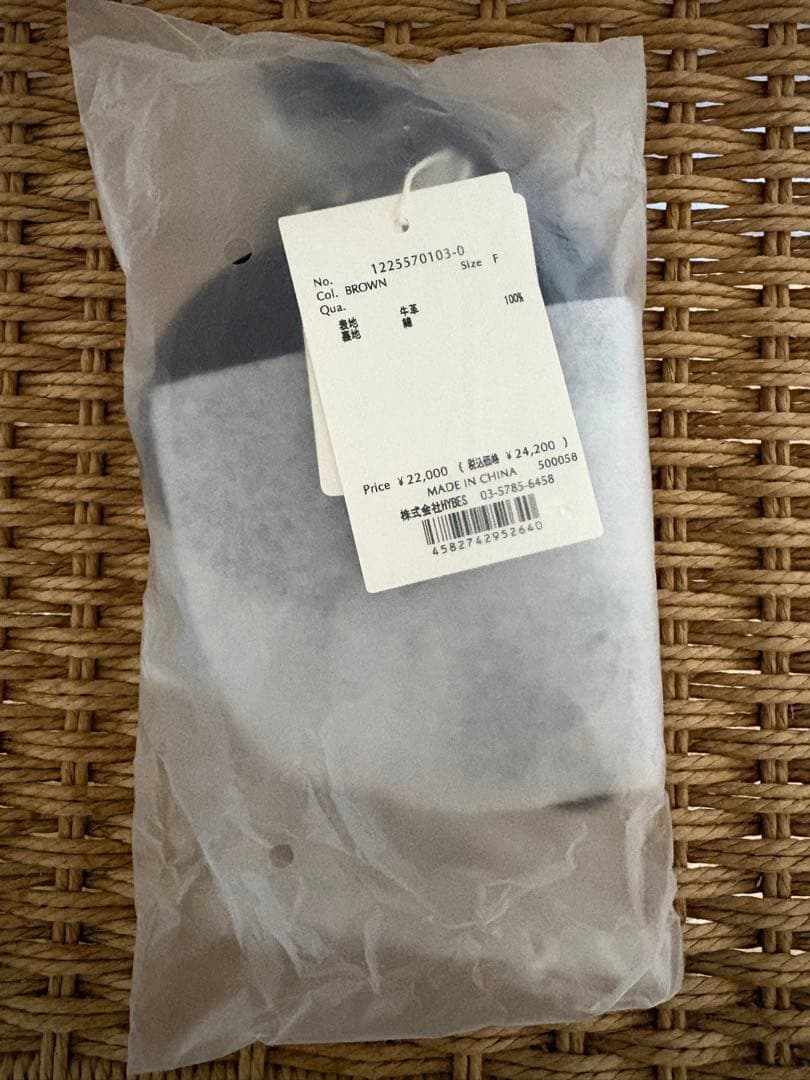 No. 1225570103-0
Col. BROWN Size F
Qua.
表地 牛革
裏地 綿 100%
Price ¥22,000 ( 税込価格 ¥24,200 )
MADE IN CHINA 500058
株式会社HYBES 03-5785-6458
4582742952640